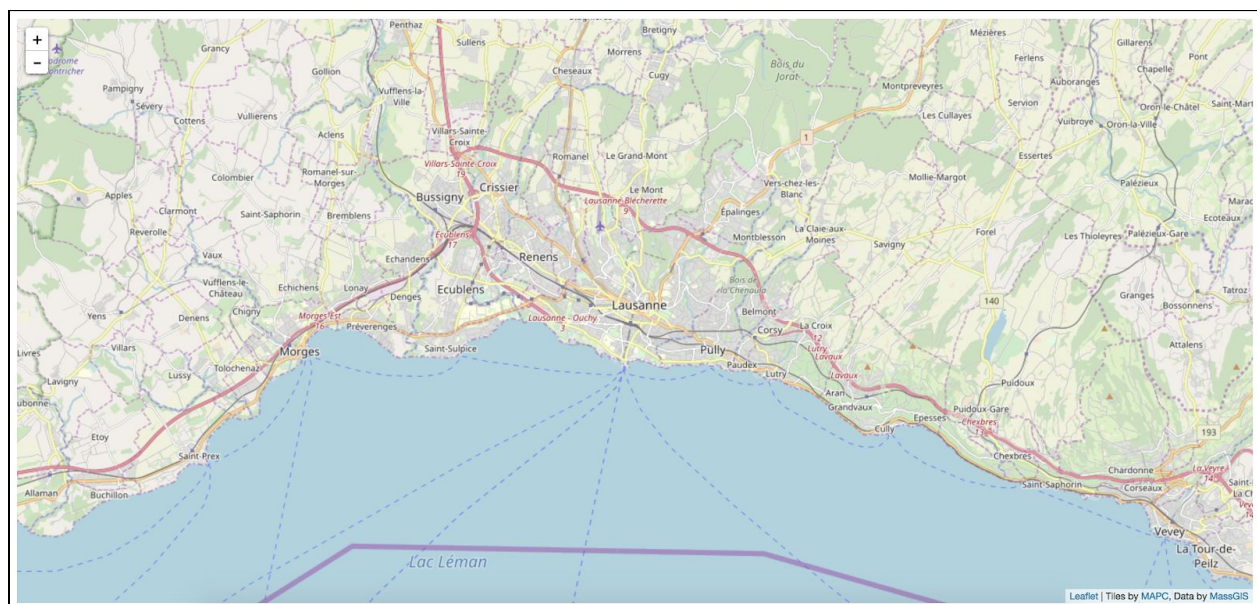 Penthaz
Bretigny
Mézières
+
Sullens
Gillarens
Pont
Grancy
Morrens
Bois du
Jorat
Ferlens
Chapelle
-
Gollion
Cheseaux
Cugy
Auboranges
Pampigny
Vufflens-la-
Ville
Montpreveyres
Servion
Oron-le-Châtel
Sévery
Vullierens
Les Cullayes
Vuibroye
Oron-la-Ville
Cottens
Aclens
Villars-Sainte-
Croix
1
Villars-Sainte-Croix
19
Romanel
Le Grand-Mont
Essertes
Colombier
Romanel-sur-
Morges
Mollie-Margot
Palézieux
Apples
Bussigny
Crissier
Le Mont
Vers-chez-les-
Blanc
Lausanne-Blécherette
9
Clarmont
Saint-Saphorin
Bremblens
Épalinges
Ecoteaux
Reverolle
Ecublens
17
Montblesson
La Claie-aux-
Moines
Savigny
Forel
Les Thioleyres
Palézieux-Gare
Vaux
Echandens
Renens
Vufflens-le-
Château
Echichens
Lonay
Denges
Ecublens
Bois de
la Chenaula
Tatroz
Granges
Bossonnens
Yens
Denens
Chigny
Morges-Est
16
Préverenges
Lausanne - Ouchy
3
Lausanne
Belmont
140
Corsy
La Croix
12
Lutry
Lavaux
Villars
Morges
Saint-Sulpice
Pully
Attalens
Lussy
Tolochenaz
Paudex
Lutry
Lavaux
Lavigny
Puidoux
Aran
Grandvaux
Epesses
Puidoux-Gare
Chexbres
13
Etoy
Cully
193
Saint-Prex
Chexbres
Chardonne
La Veyre
14
Allaman
Buchillon
Saint-Saphorin
Corseaux
Vevey
La Tour-de-
Peilz
Lac Léman
Leaflet | Tiles by MAPC, Data by MassGIS